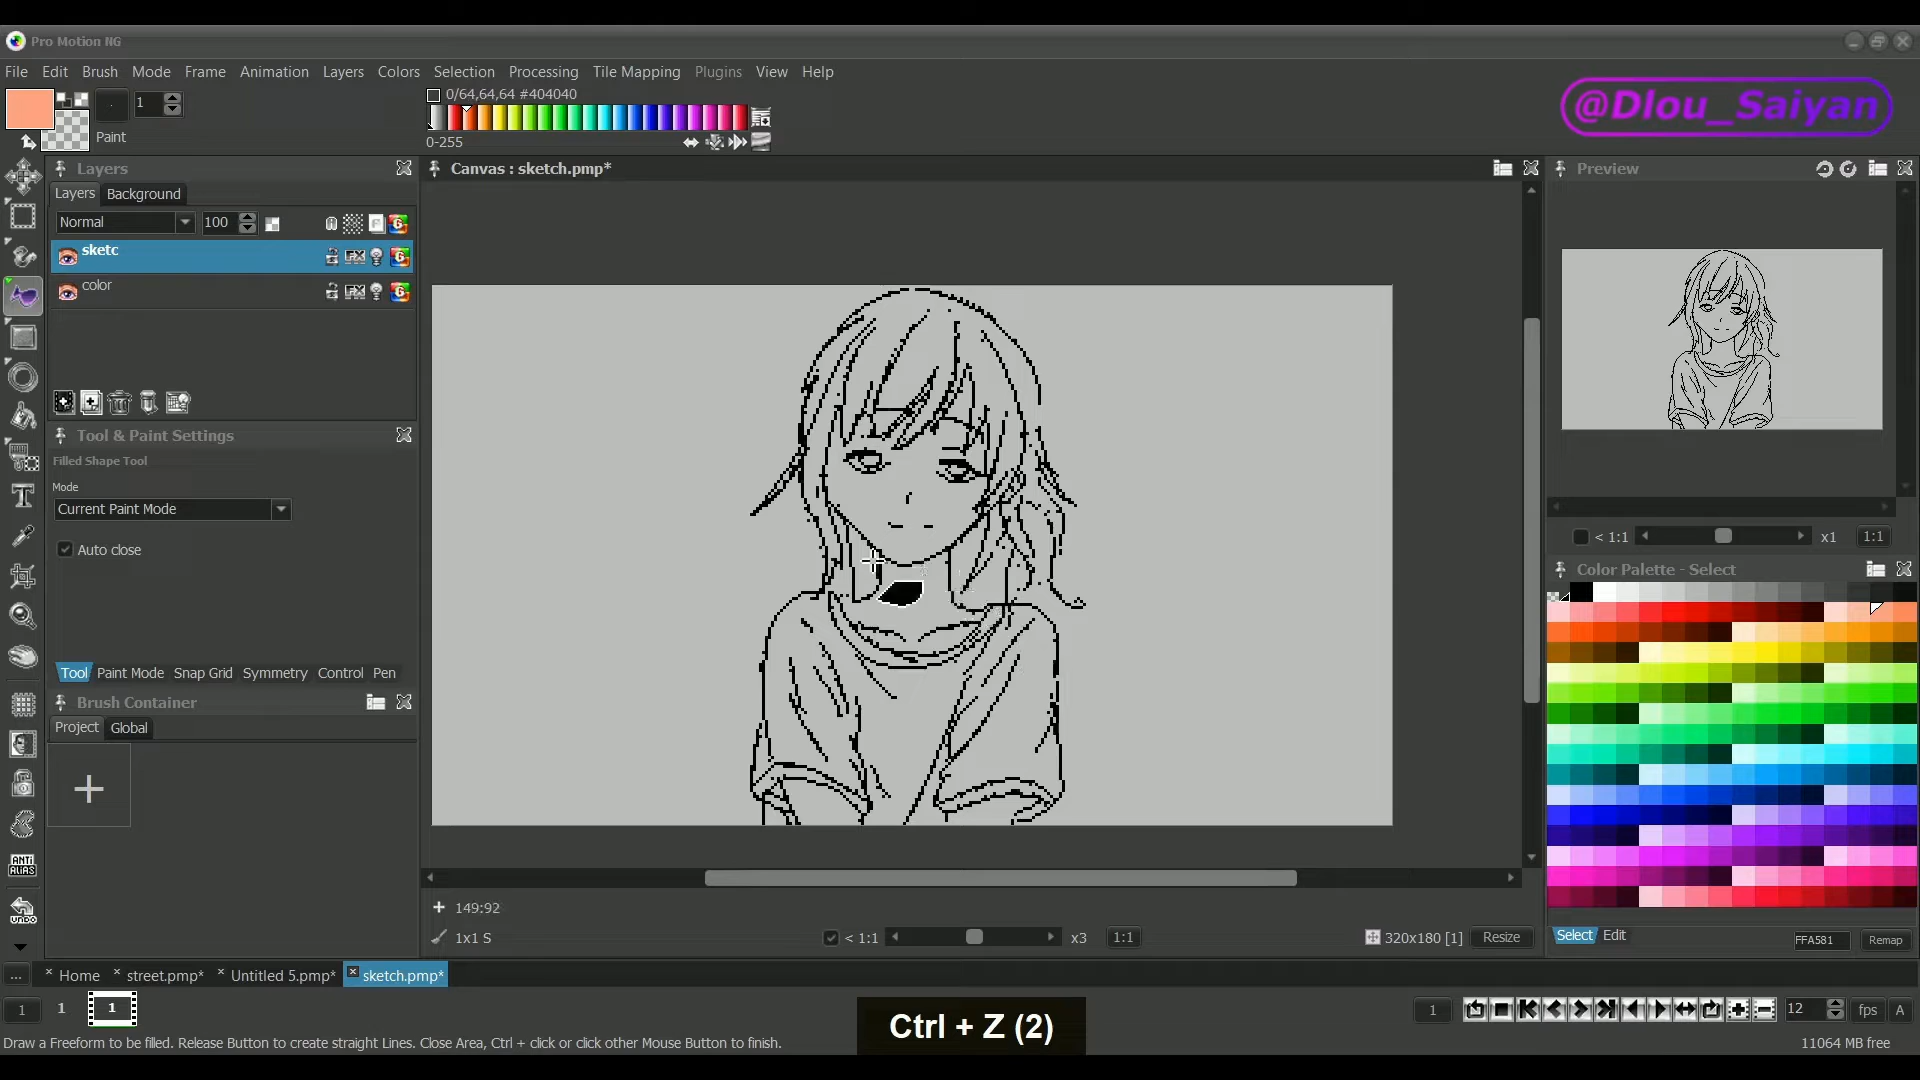 Pro Motion NG
File Edit Brush Mode Frame Animation Layers Colors Selection Processing Tile Mapping Plugins View Help
0/64,64,64 #404040
1
Paint
0-255
@Dlou_Saiyan
Layers
Layers Background
Normal 100
sketc
color
Canvas : sketch.pmp*
Preview
Tool & Paint Settings
Filled Shape Tool
Mode
Current Paint Mode
Auto close
Tool Paint Mode Snap Grid Symmetry Control Pen
Brush Container
Project Global
< 1:1 x1 1:1
Color Palette - Select
ANTI
ALIAS
UNDO
149:92
1x1 S
< 1:1 x3 1:1
320x180 [1] Resize
Select Edit FFA581 Remap
... Home street.pmp* Untitled 5.pmp* sketch.pmp*
1 1 1
Ctrl + Z (2)
1 12 fps A
Draw a Freeform to be filled. Release Button to create straight Lines. Close Area, Ctrl + click or click other Mouse Button to finish.
11064 MB free